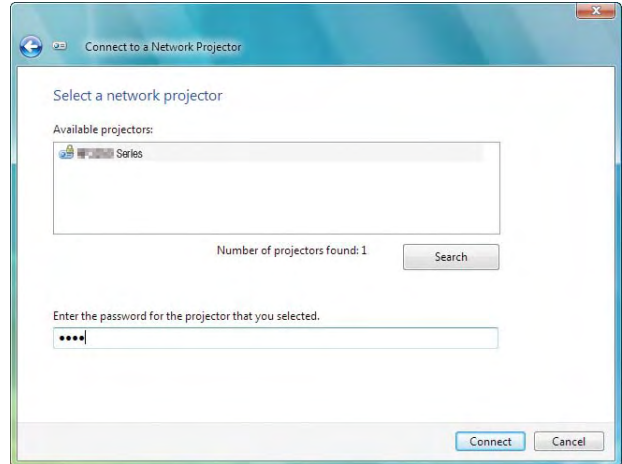 Connect to a Network Projector
Select a network projector
Available projectors:
Series
Number of projectors found: 1
Search
Enter the password for the projector that you selected.
••••
Connect
Cancel